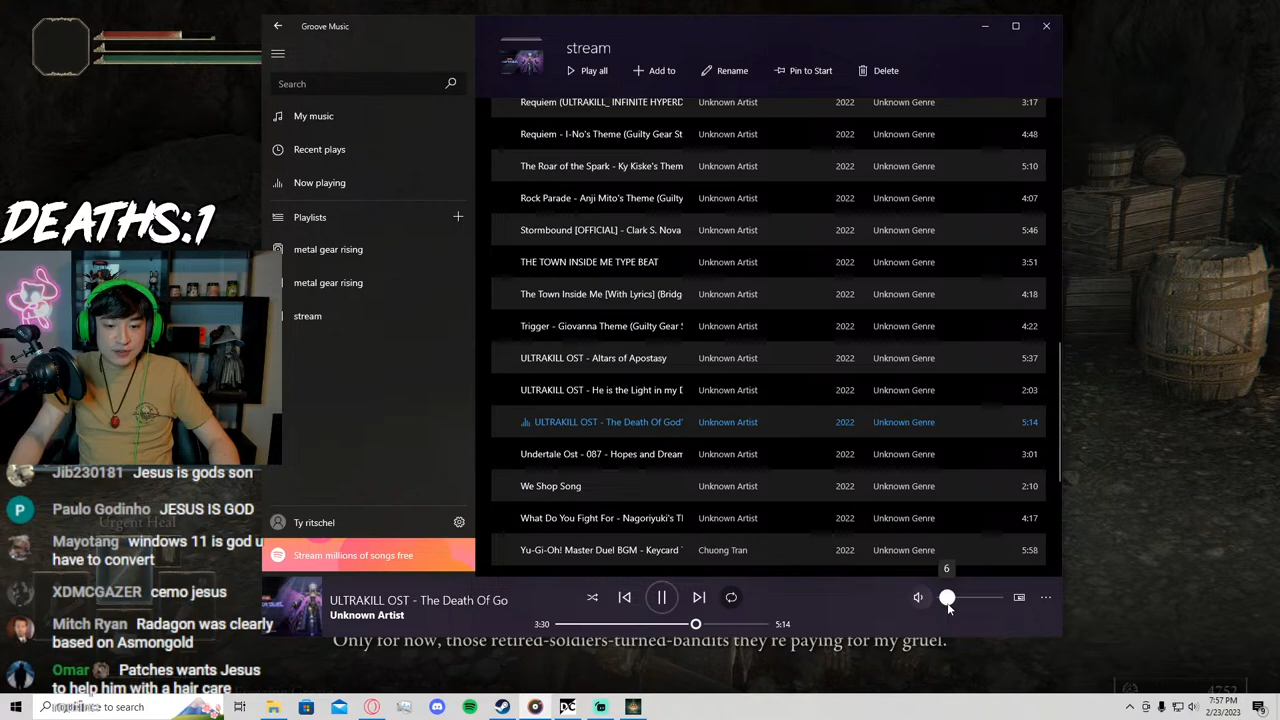 Groove Music
Search
My music
Recent plays
Now playing
Playlists
metal gear rising
metal gear rising
stream
Ty ritschel
Stream millions of songs free
stream
Play all
Add to
Rename
Pin to Start
Delete
Requiem (ULTRAKILL_ INFINITE HYPERD Unknown Artist 2022 Unknown Genre 3:17
Requiem - I-No's Theme (Guilty Gear St Unknown Artist 2022 Unknown Genre 4:48
The Roar of the Spark - Ky Kiske's Them Unknown Artist 2022 Unknown Genre 5:10
Rock Parade - Anji Mito's Theme (Guilty Unknown Artist 2022 Unknown Genre 4:07
Stormbound [OFFICIAL] - Clark S. Nova Unknown Artist 2022 Unknown Genre 5:46
THE TOWN INSIDE ME TYPE BEAT Unknown Artist 2022 Unknown Genre 3:51
The Town Inside Me [With Lyrics] (Bridg Unknown Artist 2022 Unknown Genre 4:18
Trigger - Giovanna Theme (Guilty Gear Unknown Artist 2022 Unknown Genre 4:22
ULTRAKILL OST - Altars of Apostasy Unknown Artist 2022 Unknown Genre 5:37
ULTRAKILL OST - He is the Light in my Unknown Artist 2022 Unknown Genre 2:03
ULTRAKILL OST - The Death Of God' Unknown Artist 2022 Unknown Genre 5:14
Undertale Ost - 087 - Hopes and Dream Unknown Artist 2022 Unknown Genre 3:01
We Shop Song Unknown Artist 2022 Unknown Genre 2:10
What Do You Fight For - Nagoriyuki's T Unknown Artist 2022 Unknown Genre 4:17
Yu-Gi-Oh! Master Duel BGM - Keycard Chuong Tran 2022 Unknown Genre 5:58
6
ULTRAKILL OST - The Death Of Go
Unknown Artist
3:30
5:14
DEATHS:1
Jib230181 Jesus is gods son
Paulo Godinho JESUS IS GOD
Urgent Heal
Mayotang windows 11 is god u
have to convert
XDMCGAZER cemo jesus
Mitch Ryan Radagon was clearly
based on Asmongold
Omar Patches wants Jesus
to help him with a hair care
Only for now, those retired-soldiers-turned-bandits they're paying for my gruel.
4752
to search
7:57 PM
2/23/2023